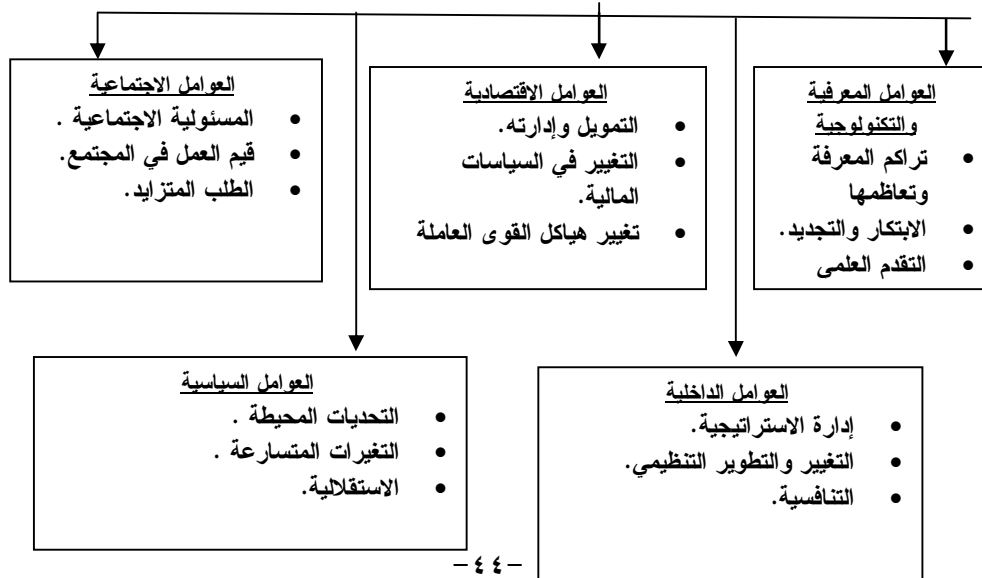 العوامل المعرفية
والتكنولوجية
• تراكم المعرفة
وتعاظمها
• الابتكار والتجديد.
• التقدم العلمى
العوامل الاقتصادية
• التمويل وإدارته.
• التغيير في السياسات
المالية.
• تغيير هياكل القوى العاملة
العوامل الاجتماعية
• المسئولية الاجتماعية .
• قيم العمل في المجتمع.
• الطلب المتزايد.
العوامل الداخلية
• إدارة الاستراتيجية.
• التغيير والتطوير التنظيمي.
• التنافسية.
العوامل السياسية
• التحديات المحيطة .
• التغيرات المتسارعة .
• الاستقلالية.
-٤٤-